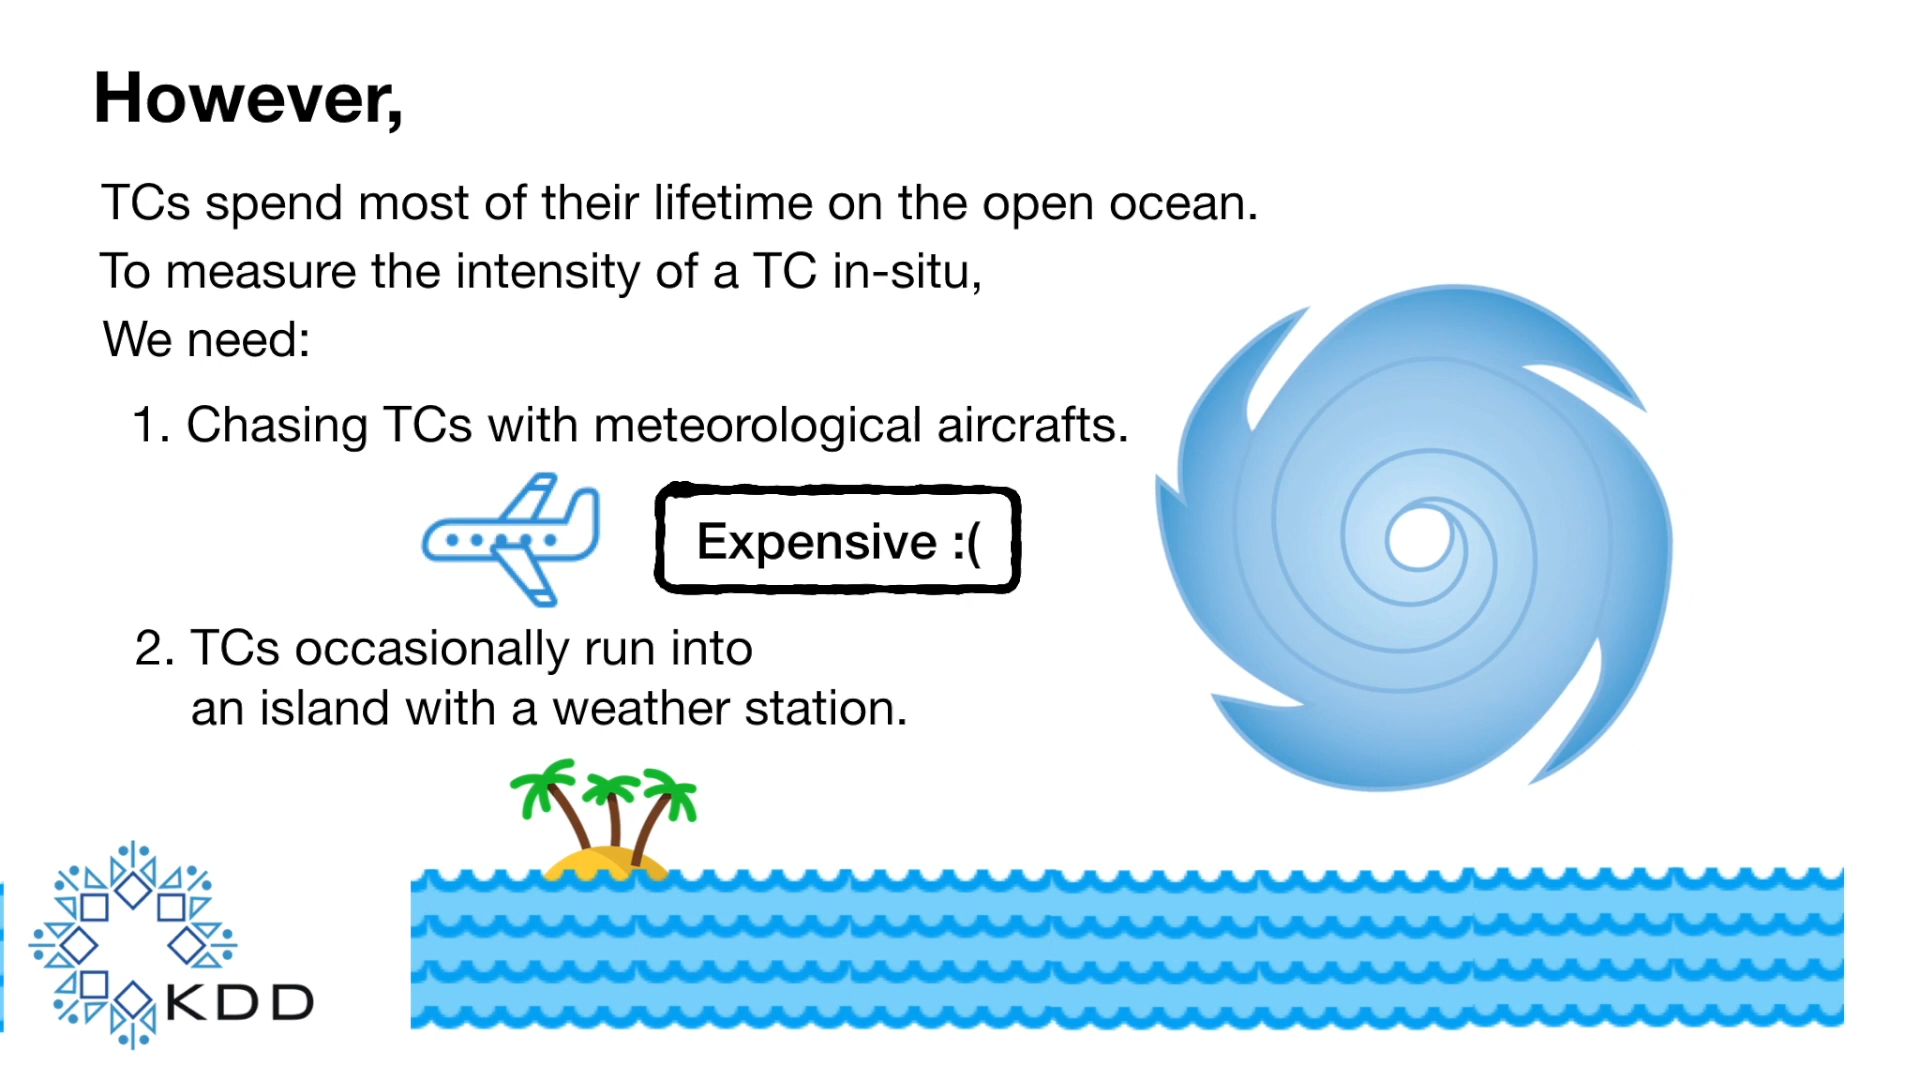 However,
TCs spend most of their lifetime on the open ocean.
To measure the intensity of a TC in-situ,
We need:
1. Chasing TCs with meteorological aircrafts.
Expensive :(
2. TCs occasionally run into
an island with a weather station.
KDD